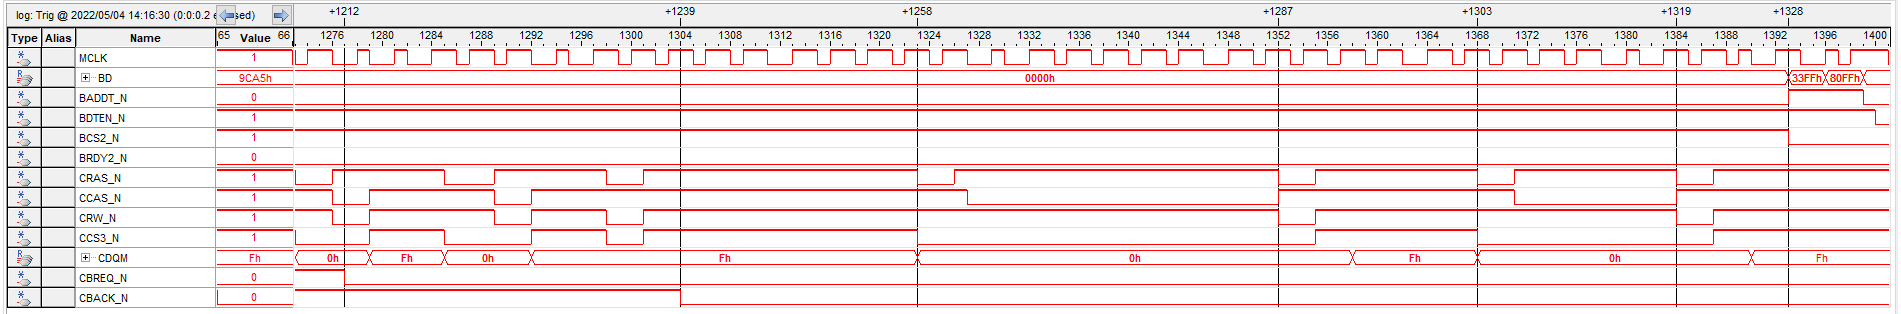 log: Trig @ 2022/05/04 14:16:30 (0:0:0.2 e sed) +1212 +1239 +1258 +1287 +1303 +1319 +1328
Type Alias Name 65 Value 66 1276 1280 1284 1288 1292 1296 1300 1304 1308 1312 1316 1320 1324 1328 1332 1336 1340 1344 1348 1352 1356 1360 1364 1368 1372 1376 1380 1384 1388 1392 1396 1400
MCLK 1
BD 9CA5h 0000h 33FFh 80FFh
BADDT_N 0
BDTEN_N 1
BCS2_N 1
BRDY2_N 0
CRAS_N 1
CCAS_N 1
CRW_N 1
CCS3_N 1
CDQM Fh 0h Fh 0h Fh 0h Fh 0h Fh
CBREQ_N 0
CBACK_N 0